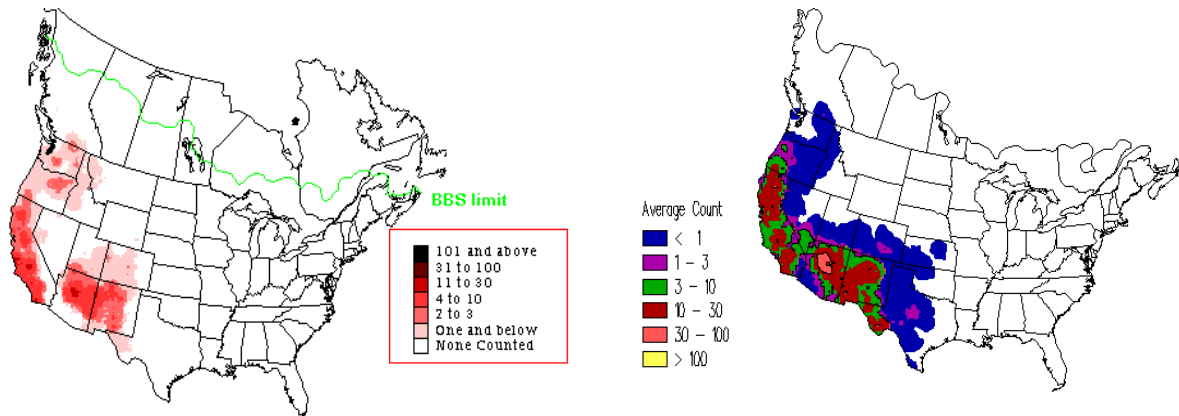 BBS limit
101 and above
31 to 100
11 to 30
4 to 10
2 to 3
One and below
None Counted
Average Count
< 1
1 - 3
3 - 10
10 - 30
30 - 100
> 100